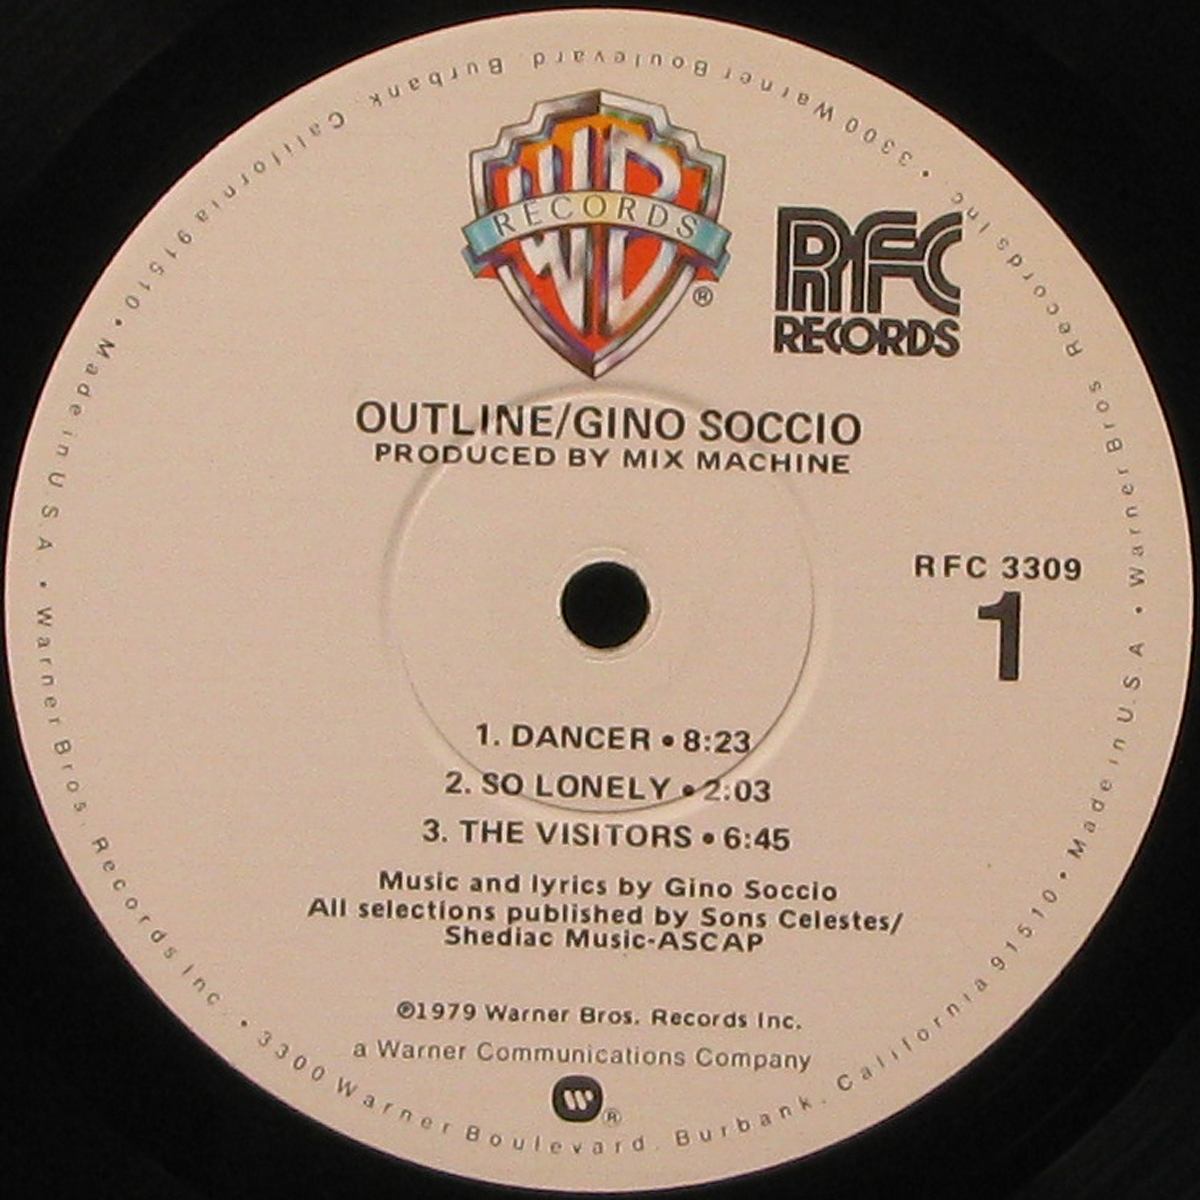 WB
RECORDS
®
RFC
RECORDS
OUTLINE/GINO SOCCIO
PRODUCED BY MIX MACHINE
RFC 3309
1
1. DANCER • 8:23
2. SO LONELY • 2:03
3. THE VISITORS • 6:45
Music and lyrics by Gino Soccio
All selections published by Sons Celestes/
Shediac Music-ASCAP
℗1979 Warner Bros. Records Inc.
a Warner Communications Company
W ®
Warner Bros. Records Inc. • 3300 Warner Boulevard. Burbank. California 91510 • Made in U.S.A. • Warner Bros. Records Inc. • 3300 Warner Boulevard. Burbank. California 91510 • Made in U.S.A. •